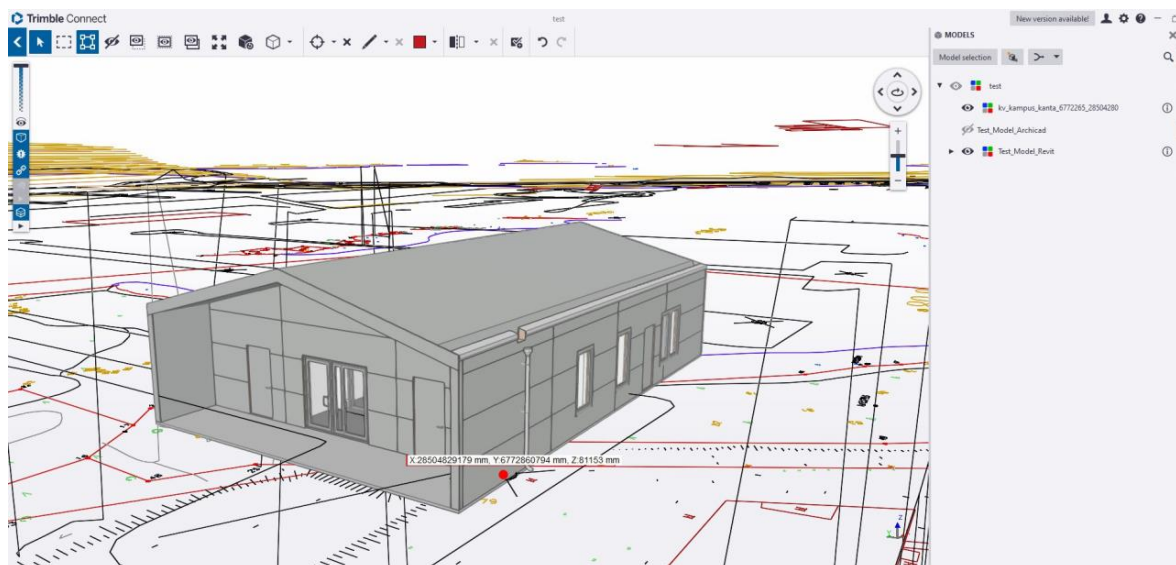 Trimble Connect
test
New version available!
MODELS
Model selection
test
kv_kampus_kanta_6772265_28504280
Test_Model_Archicad
Test_Model_Revit
X:28504829179 mm, Y:6772860794 mm, Z:81153 mm
79
z